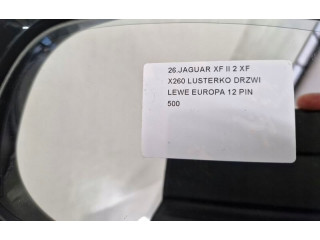 26.JAGUAR XF II 2 XF
X260 LUSTERKO DRZWI
LEWE EUROPA 12 PIN
500